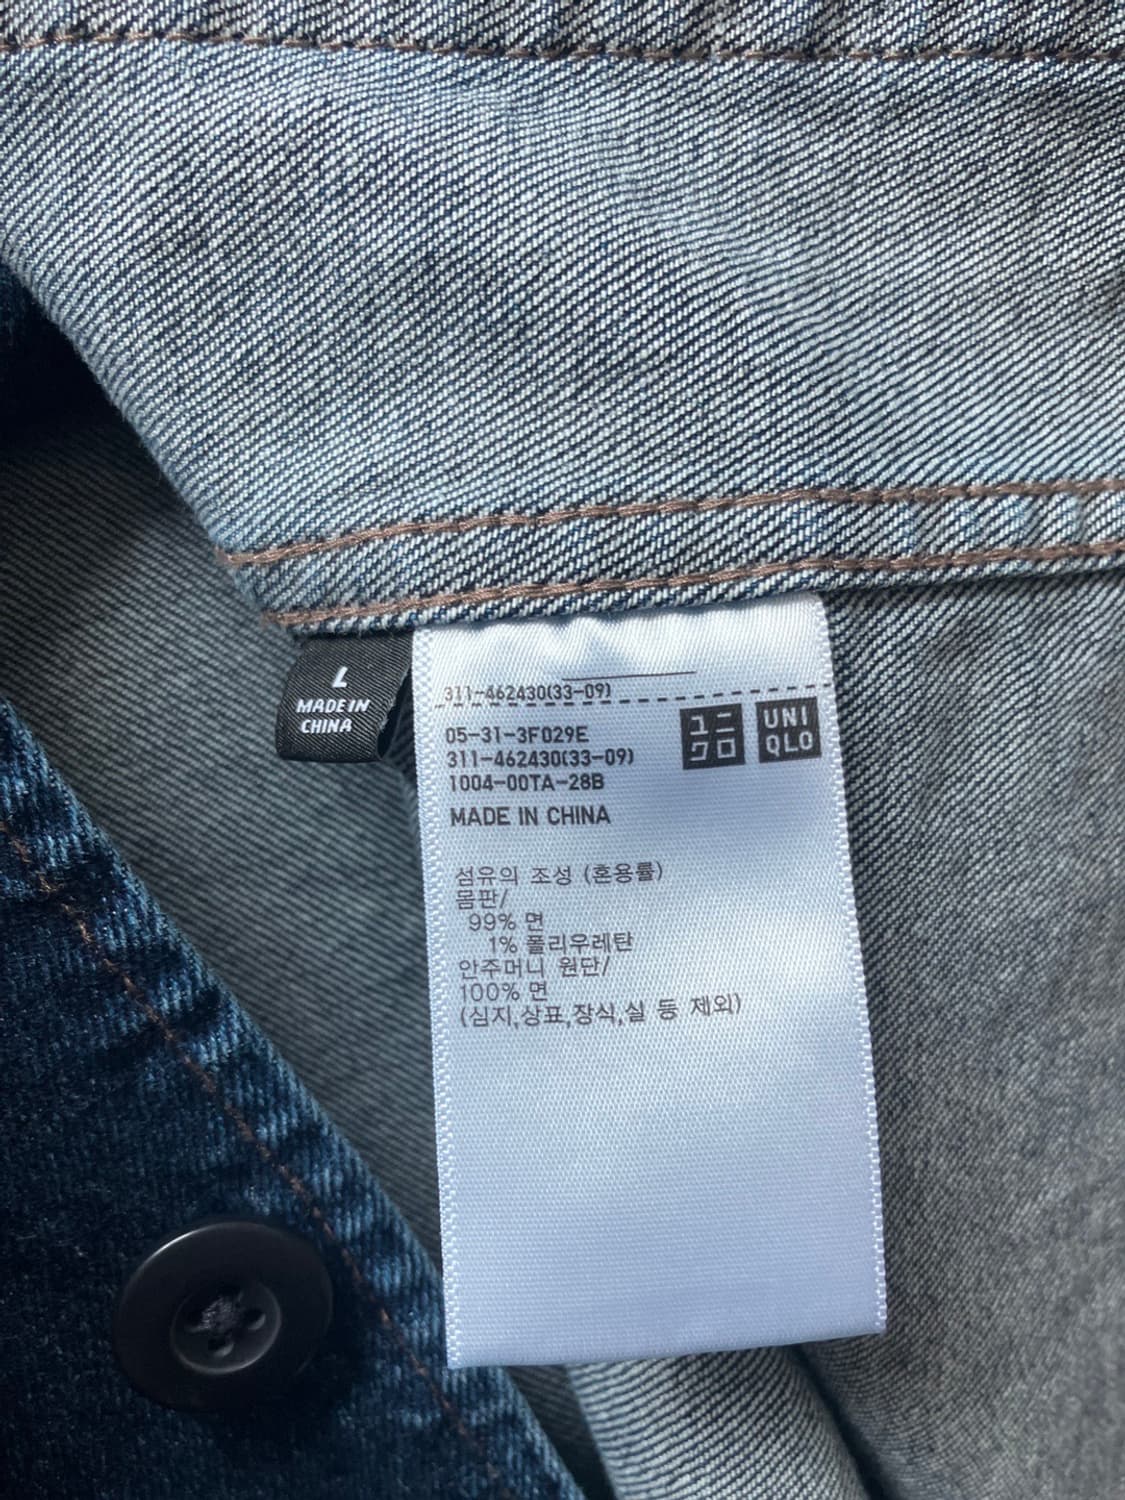 L
MADE IN
CHINA
311-462430(33-09)
05-31-3F029E
311-462430(33-09)
1004-00TA-28B
MADE IN CHINA
ユニ
クロ
UNI
QLO
섬유의 조성 (혼용률)
몸판/
99% 면
1% 폴리우레탄
안주머니 원단/
100% 면
(심지,상표,장식,실 등 제외)